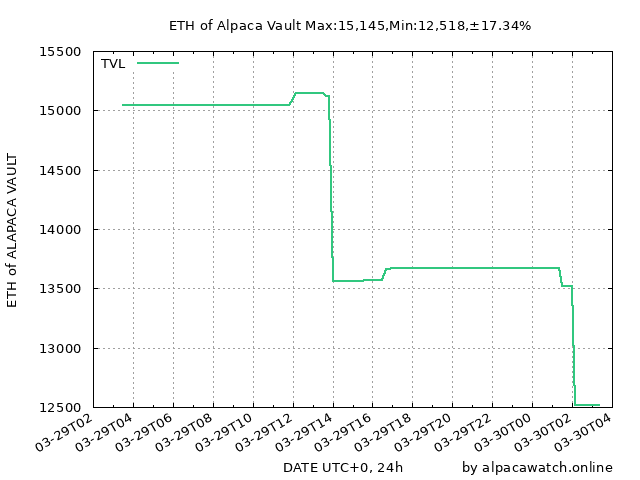 ETH of Alpaca Vault Max:15,145,Min:12,518,±17.34%
15500
TVL
15000
14500
14000
13500
13000
12500
ETH of ALAPACA VAULT
03-29T02
03-29T04
03-29T06
03-29T08
03-29T10
03-29T12
03-29T14
03-29T16
03-29T18
03-29T20
03-29T22
03-30T00
03-30T02
03-30T04
DATE UTC+0, 24h
by alpacawatch.online